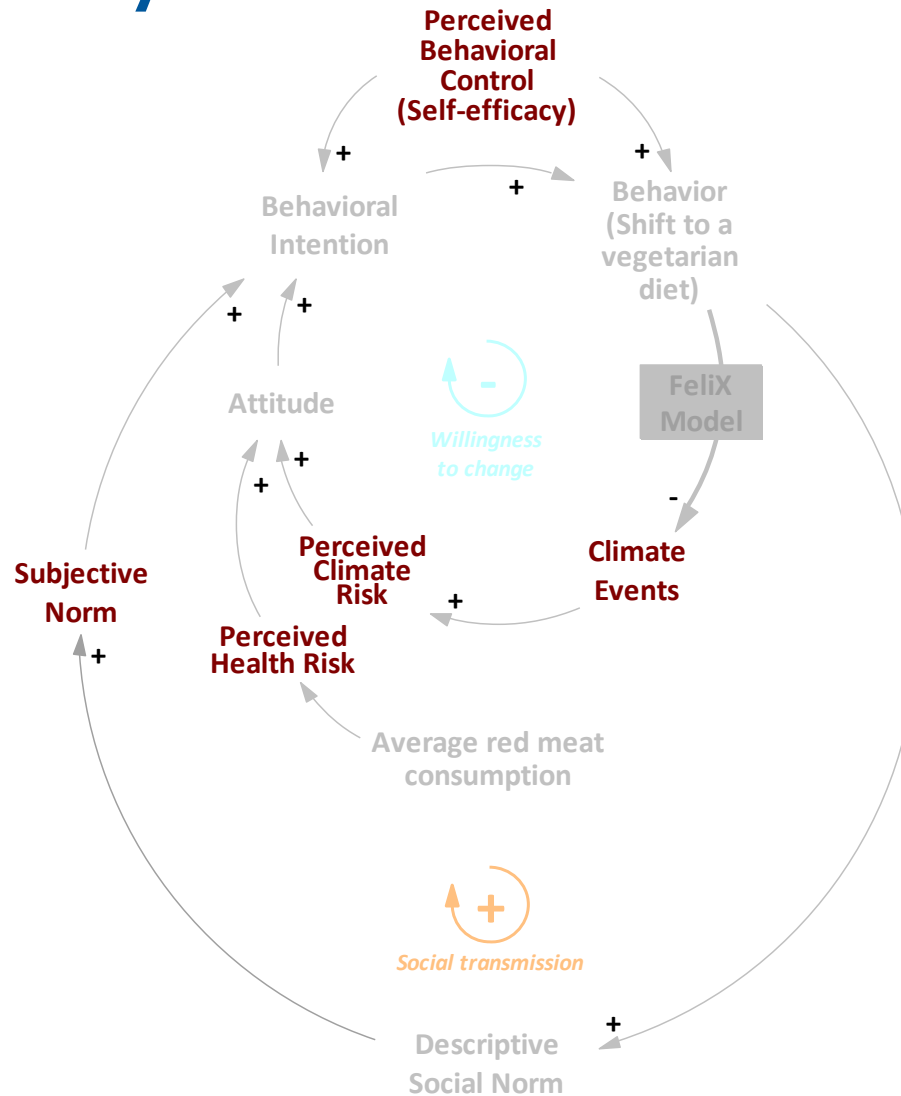 Perceived
Behavioral
Control
(Self-efficacy)
+
+
+
Behavioral
Intention
Behavior
(Shift to a
vegetarian
diet)
+
+
Attitude
-
Willingness
to change
FeliX
Model
+
+
-
Perceived
Climate
Risk
Climate
Events
Subjective
Norm
+
Perceived
Health Risk
+
Average red meat
consumption
+
Social transmission
+
Descriptive
Social Norm